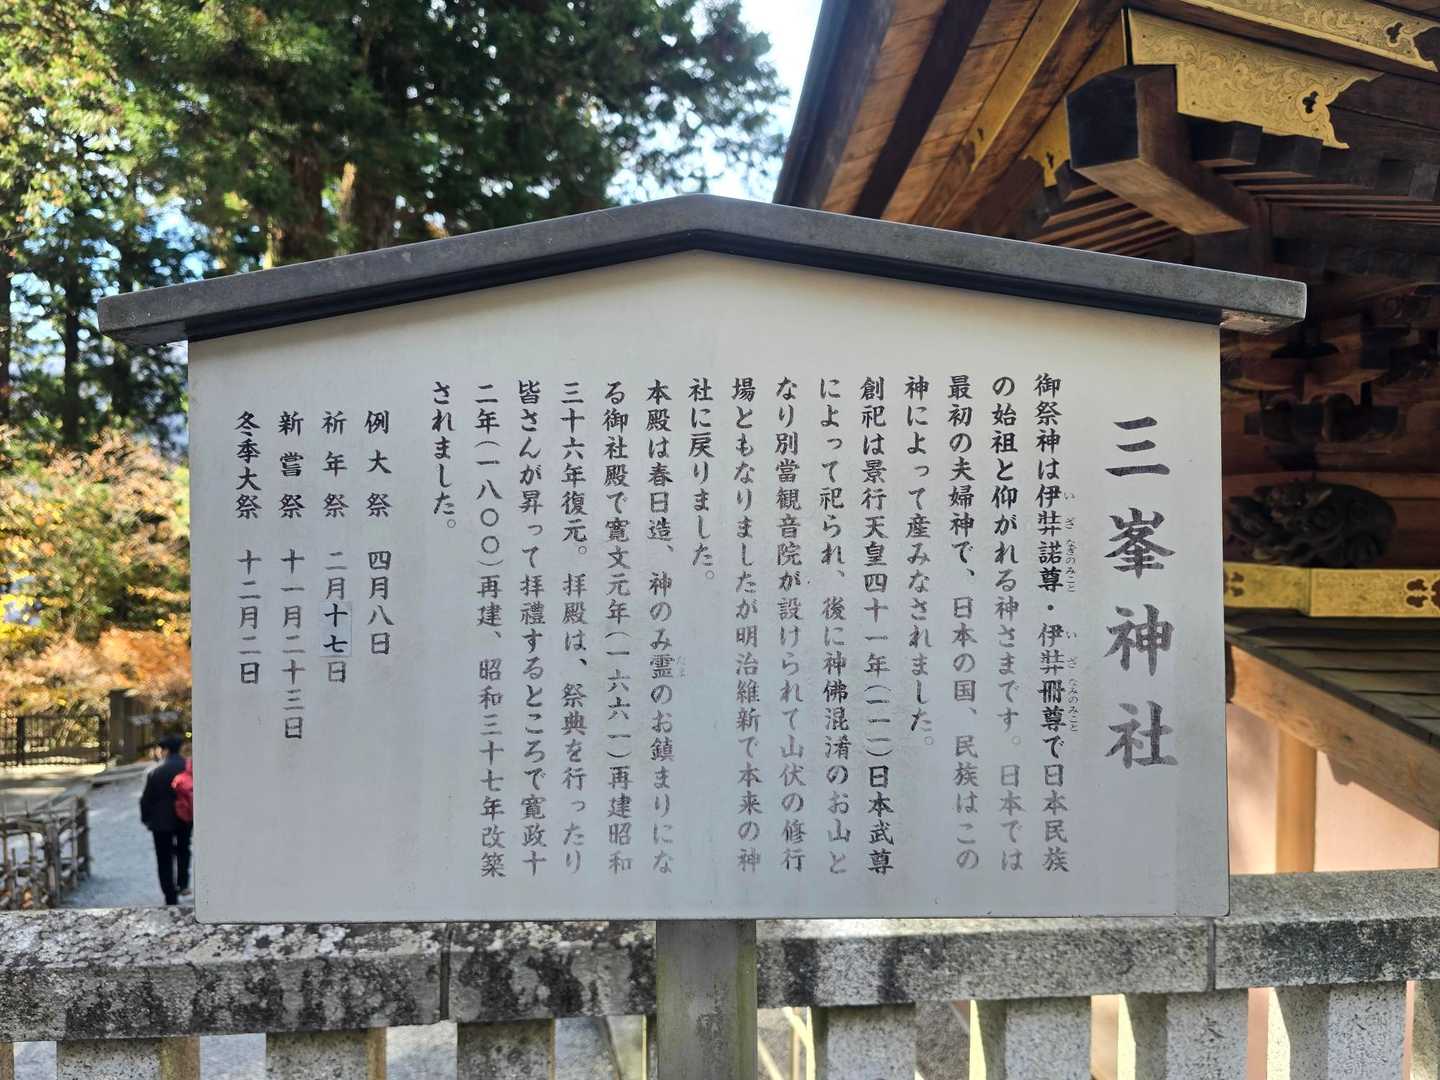 三峯神社
御祭神は伊弉諾尊・伊弉冊尊で日本民族
の始祖と仰がれる神さまです。日本では
最初の夫婦神で、日本の国、民族はこの
神によって産みなされました。
創祀は景行天皇四十一年(一一一)日本武尊
によって祀られ、後に神佛混淆のお山と
なり別當観音院が設けられて山伏の修行
場ともなりましたが明治維新で本来の神
社に戻りました。
本殿は春日造、神のみ霊のお鎮まりにな
る御社殿で寛文元年(一六六一)再建昭和
三十六年復元。拝殿は、祭典を行ったり
皆さんが昇って拝禮するところで寛政十
二年(一八〇〇)再建、昭和三十七年改築
されました。
例大祭 四月八日
祈年祭 二月十七日
新嘗祭 十一月二十三日
冬季大祭 十二月二日